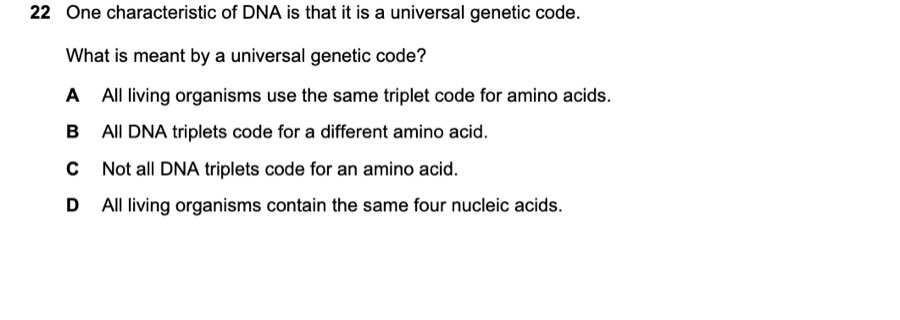 22 One characteristic of DNA is that it is a universal genetic code.
What is meant by a universal genetic code?
A All living organisms use the same triplet code for amino acids.
B All DNA triplets code for a different amino acid.
C Not all DNA triplets code for an amino acid.
D All living organisms contain the same four nucleic acids.